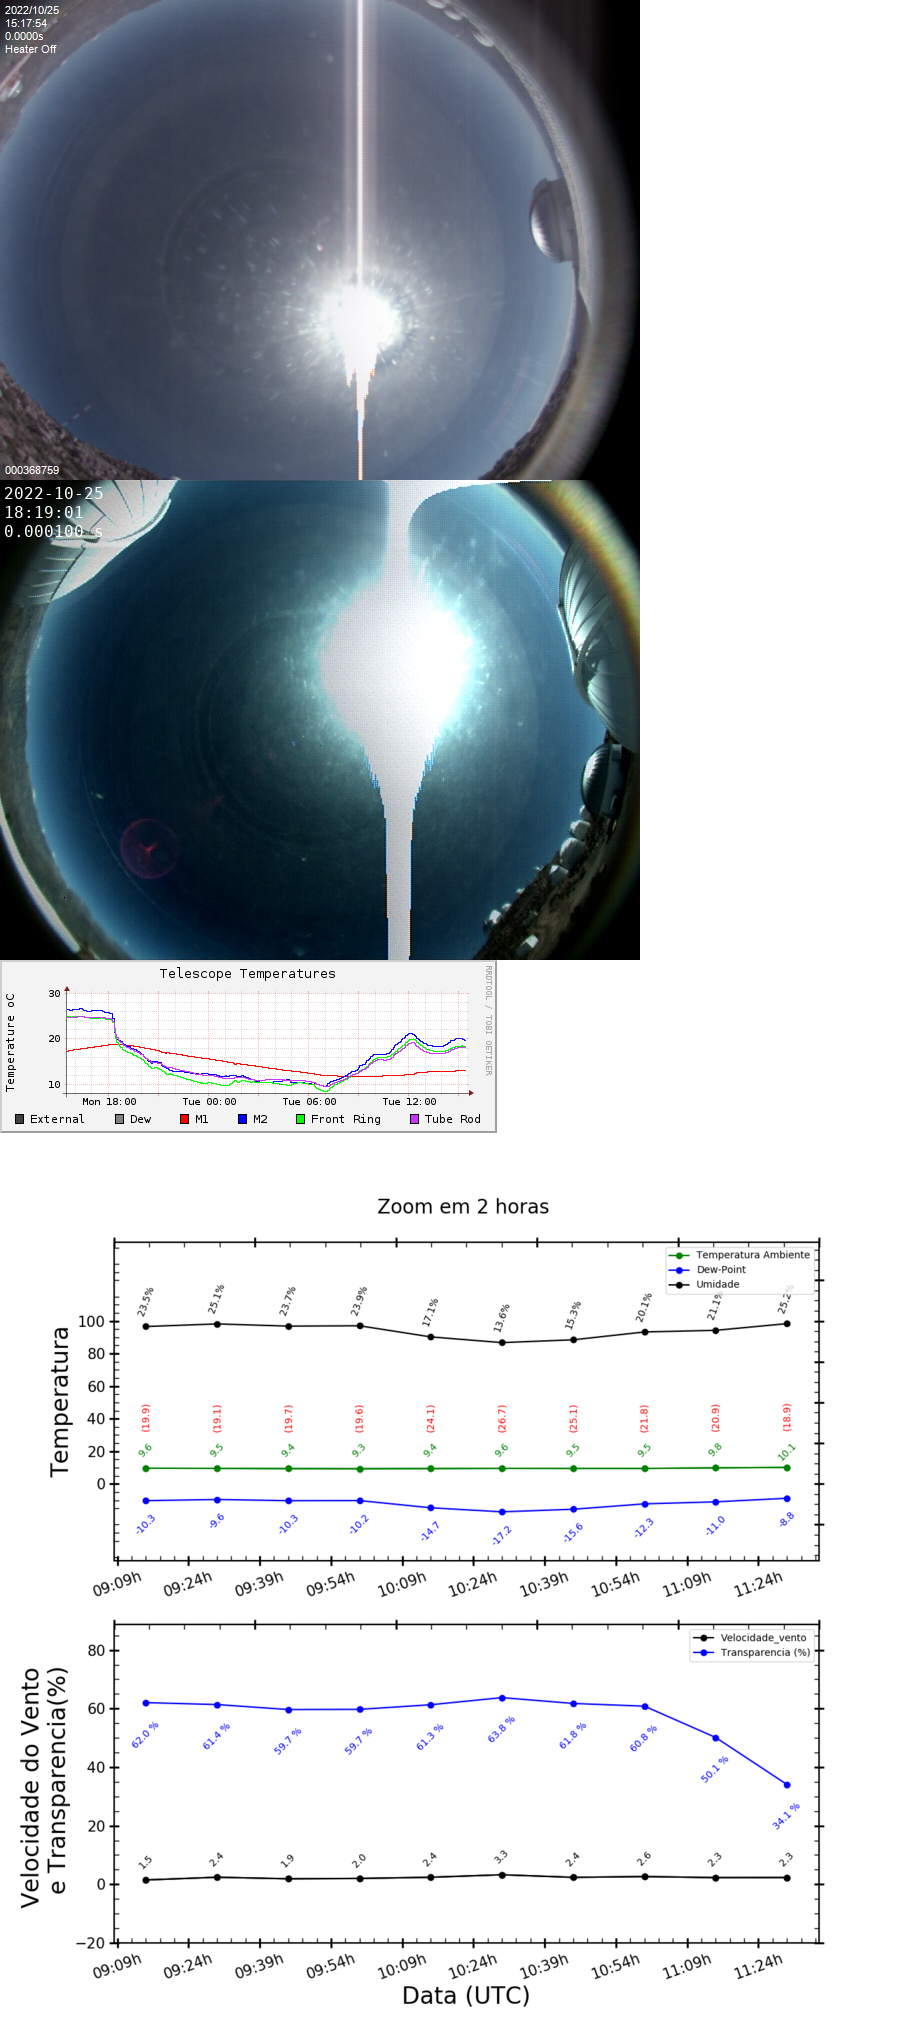 2022/10/25
15:17:54
0.0000s
Heater Off
000368759
2022-10-25
18:19:01
0.000100 s
Telescope Temperatures
RRDTOOL / TOBI OETIKER
Temperature oC
30
20
10
Mon 18:00 Tue 00:00 Tue 06:00 Tue 12:00
External Dew M1 M2 Front Ring Tube Rod
Zoom em 2 horas
Temperatura Ambiente
Dew-Point
Umidade
23.5% 25.1% 23.7% 23.9% 17.1% 13.6% 15.3% 20.1% 21.1% 25.2%
Temperatura
100
80
60
40
20
0
(19.9) (19.1) (19.7) (19.6) (24.1) (26.7) (25.1) (21.8) (20.9) (18.9)
9.6 9.5 9.4 9.3 9.4 9.6 9.5 9.5 9.8 10.1
-10.3 -9.6 -10.3 -10.2 -14.7 -17.2 -15.6 -12.3 -11.0 -8.8
09:09h 09:24h 09:39h 09:54h 10:09h 10:24h 10:39h 10:54h 11:09h 11:24h
Velocidade_vento
Transparencia (%)
Velocidade do Vento
e Transparencia(%)
80
60
40
20
0
−20
62.0 % 61.4 % 59.7 % 59.7 % 61.3 % 63.8 % 61.8 % 60.8 % 50.1 % 34.1 %
1.5 2.4 1.9 2.0 2.4 3.3 2.4 2.6 2.3 2.3
09:09h 09:24h 09:39h 09:54h 10:09h 10:24h 10:39h 10:54h 11:09h 11:24h
Data (UTC)